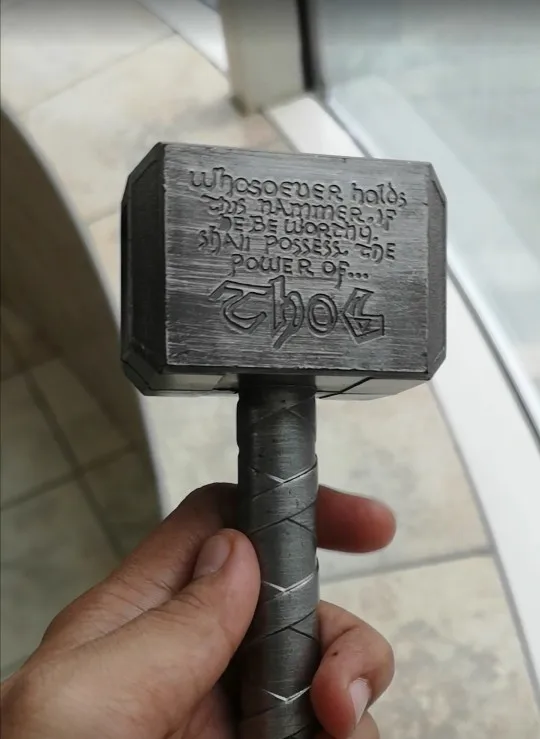 Whosoever holds
This HAMMER, IF
HE BE WORTHY,
Shall POSSESS THE
POWER OF...
Thor